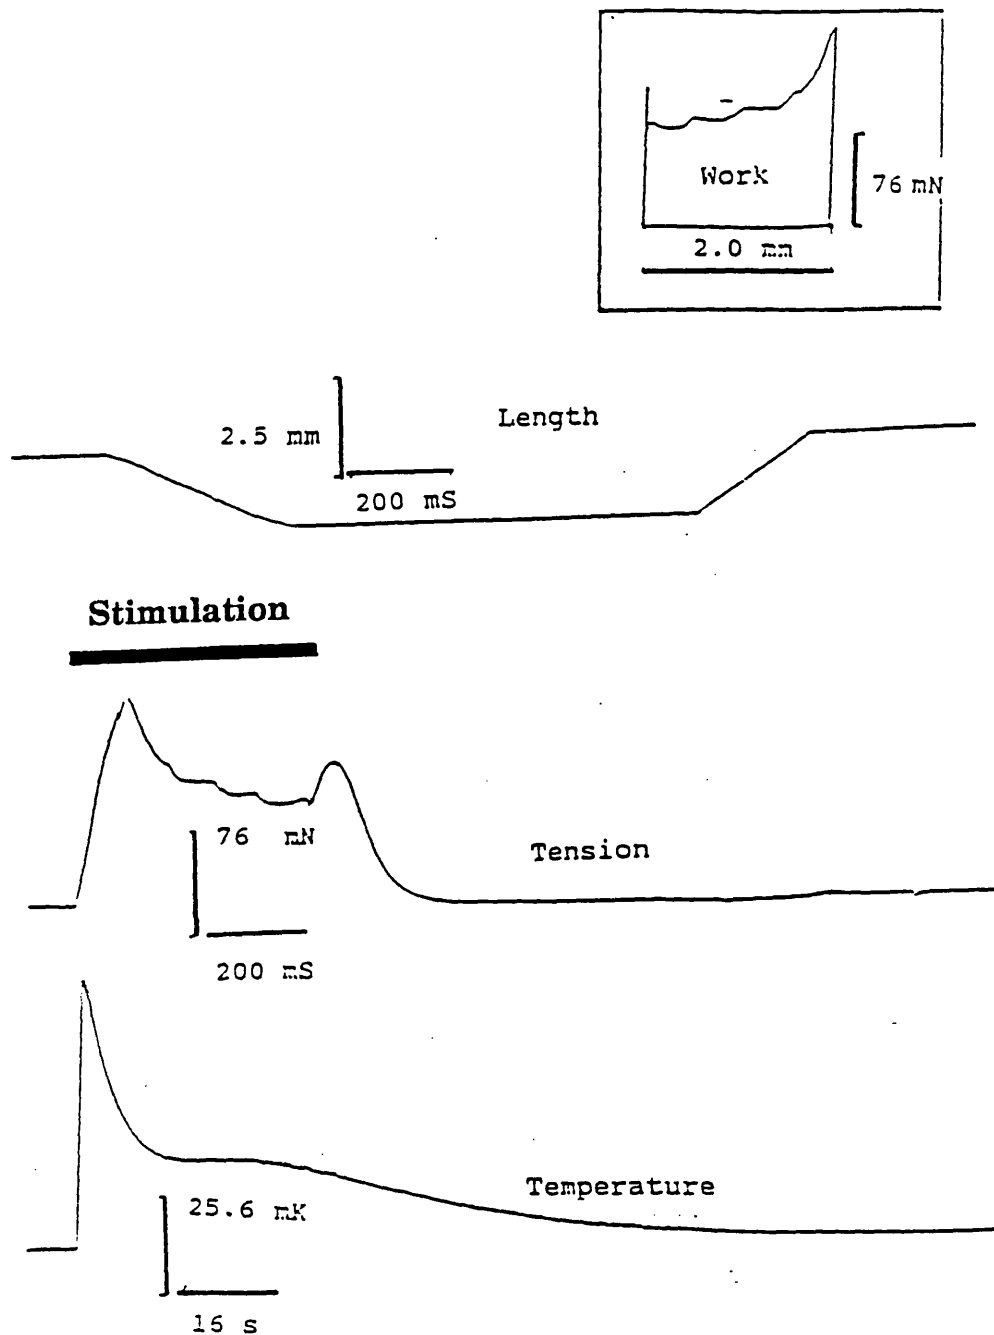 Work
76 mN
2.0 mm
Length
2.5 mm
200 mS
Stimulation
76 mN
Tension
200 mS
Temperature
25.6 mK
16 s